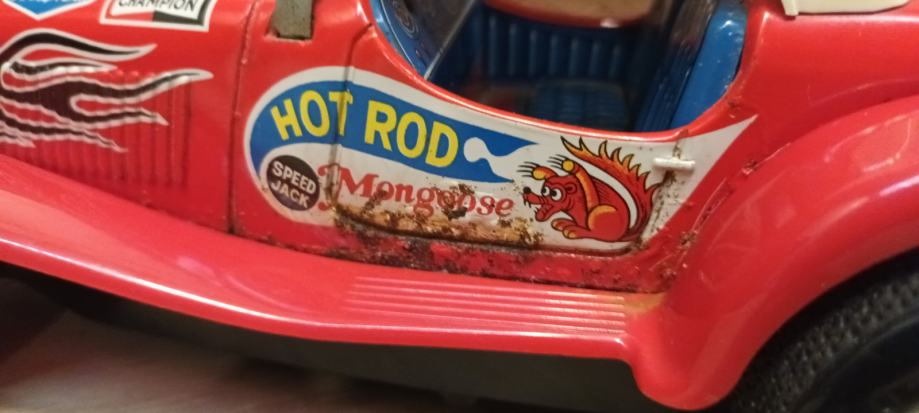 CHAMPION
HOT ROD
SPEED
JACK
Mongoose